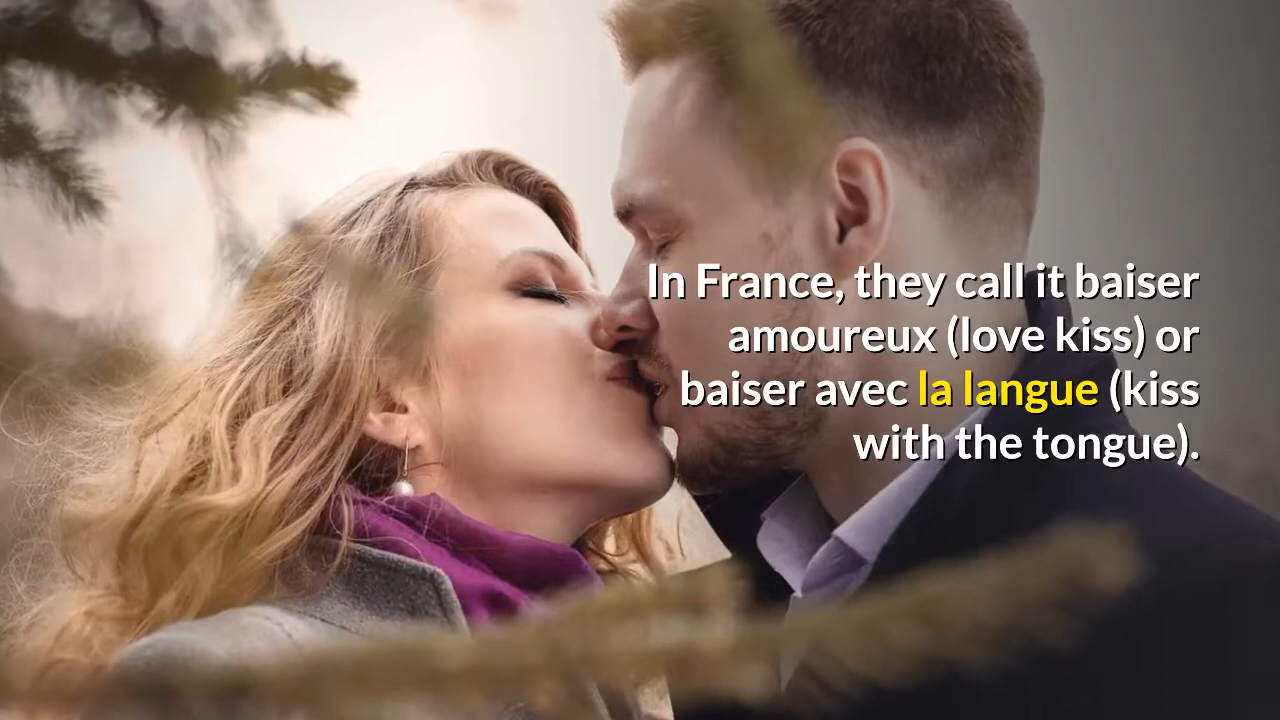 In France, they call it baiser
amoureux (love kiss) or
baiser avec la langue (kiss
with the tongue).